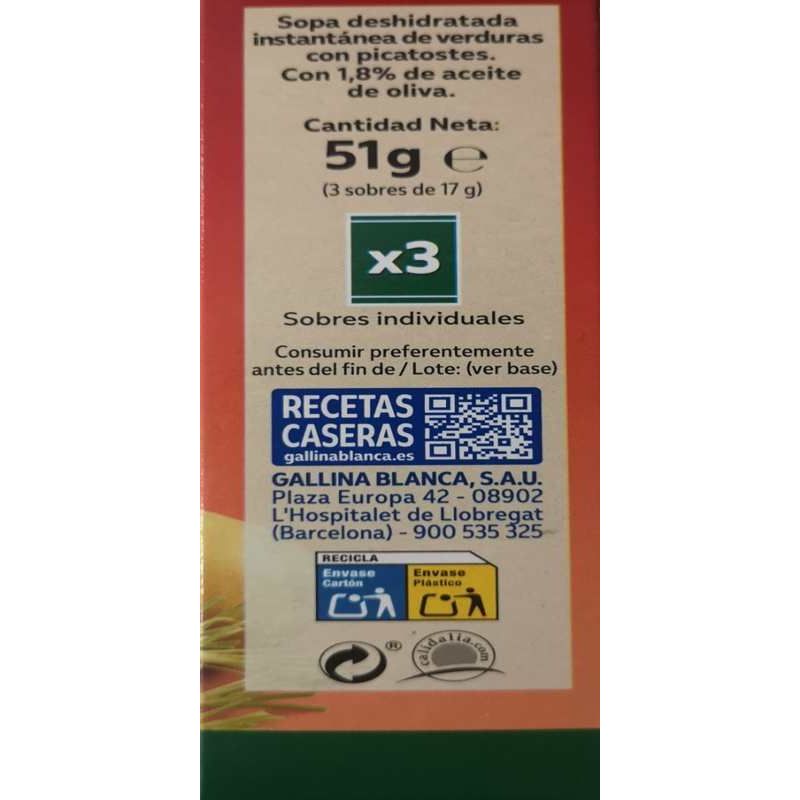 Sopa deshidratada
instantánea de verduras
con picatostes.
Con 1,8% de aceite
de oliva.
Cantidad Neta:
51g ℮
(3 sobres de 17 g)
x3
Sobres individuales
Consumir preferentemente
antes del fin de / Lote: (ver base)
RECETAS
CASERAS
gallinablanca.es
GALLINA BLANCA, S.A.U.
Plaza Europa 42 - 08902
L'Hospitalet de Llobregat
(Barcelona) - 900 535 325
RECICLA
Envase
Cartón
Envase
Plástico
®
calidalia.com